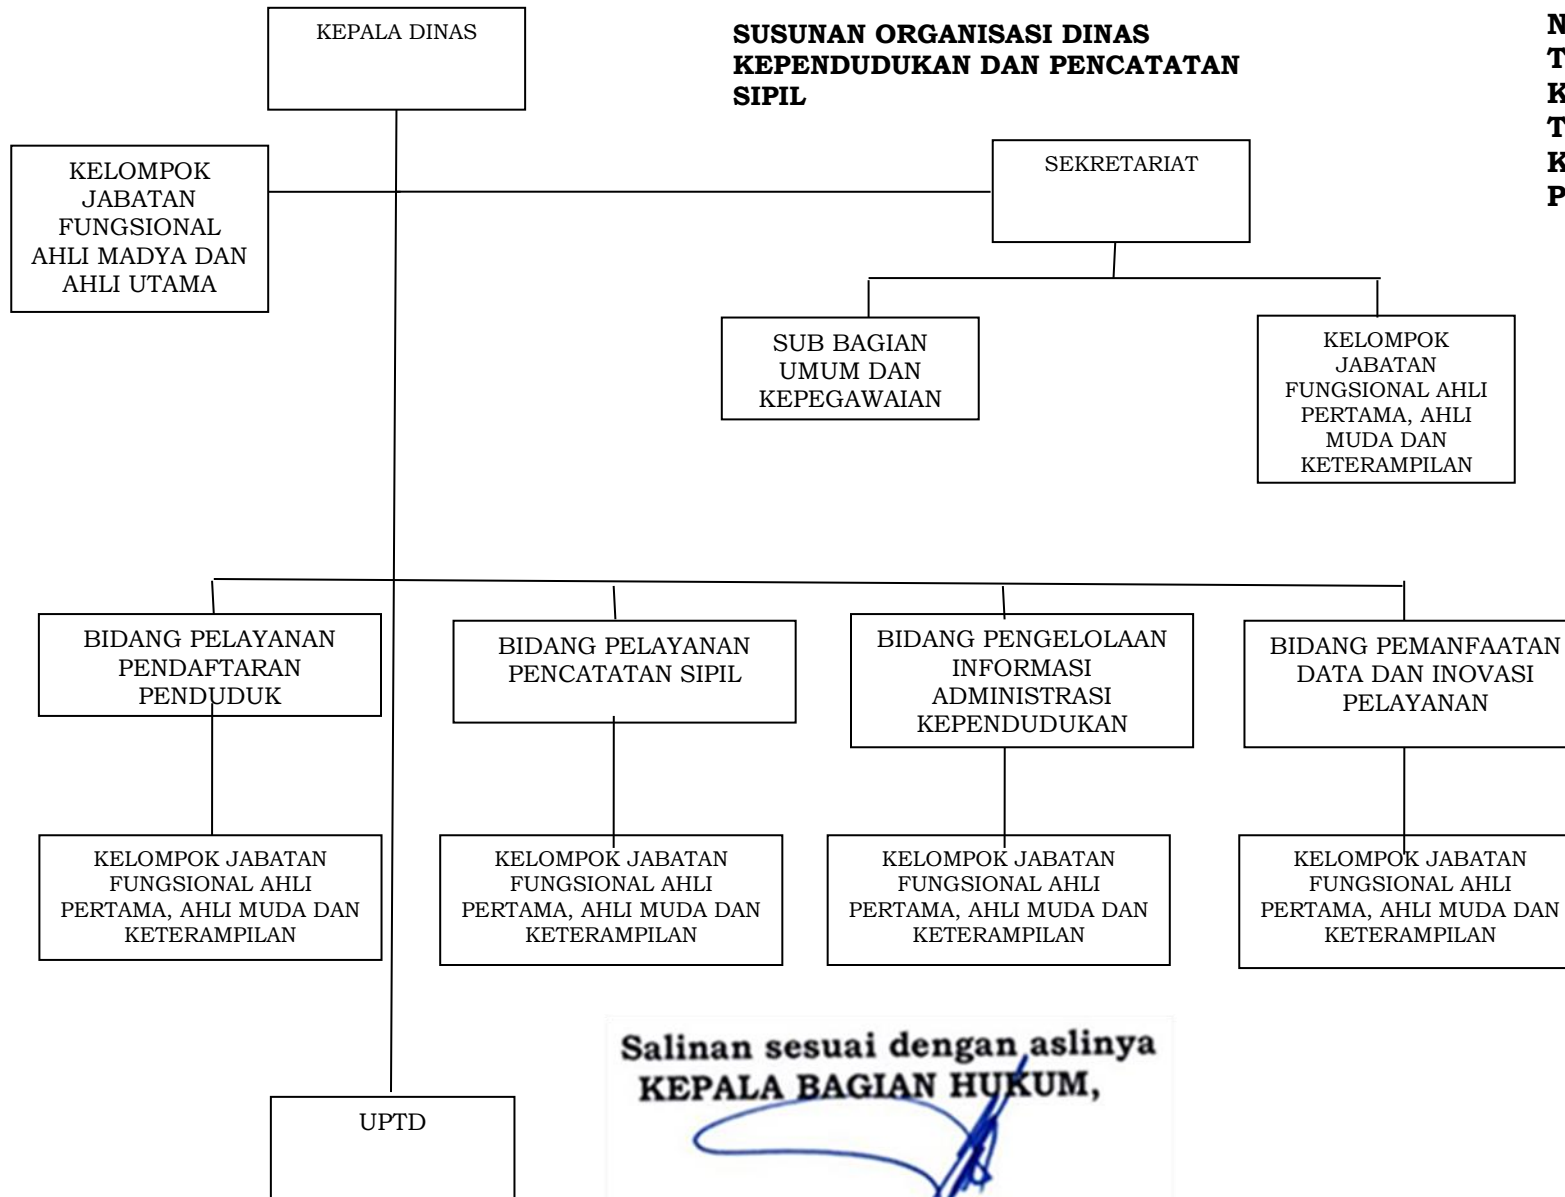 KEPALA DINAS
SUSUNAN ORGANISASI DINAS
KEPENDUDUKAN DAN PENCATATAN
SIPIL
N
T
K
T
K
P
KELOMPOK
JABATAN
FUNGSIONAL
AHLI MADYA DAN
AHLI UTAMA
SEKRETARIAT
SUB BAGIAN
UMUM DAN
KEPEGAWAIAN
KELOMPOK
JABATAN
FUNGSIONAL AHLI
PERTAMA, AHLI
MUDA DAN
KETERAMPILAN
BIDANG PELAYANAN
PENDAFTARAN
PENDUDUK
BIDANG PELAYANAN
PENCATATAN SIPIL
BIDANG PENGELOLAAN
INFORMASI
ADMINISTRASI
KEPENDUDUKAN
BIDANG PEMANFAATAN
DATA DAN INOVASI
PELAYANAN
KELOMPOK JABATAN
FUNGSIONAL AHLI
PERTAMA, AHLI MUDA DAN
KETERAMPILAN
KELOMPOK JABATAN
FUNGSIONAL AHLI
PERTAMA, AHLI MUDA DAN
KETERAMPILAN
KELOMPOK JABATAN
FUNGSIONAL AHLI
PERTAMA, AHLI MUDA DAN
KETERAMPILAN
KELOMPOK JABATAN
FUNGSIONAL AHLI
PERTAMA, AHLI MUDA DAN
KETERAMPILAN
UPTD
Salinan sesuai dengan aslinya
KEPALA BAGIAN HUKUM,